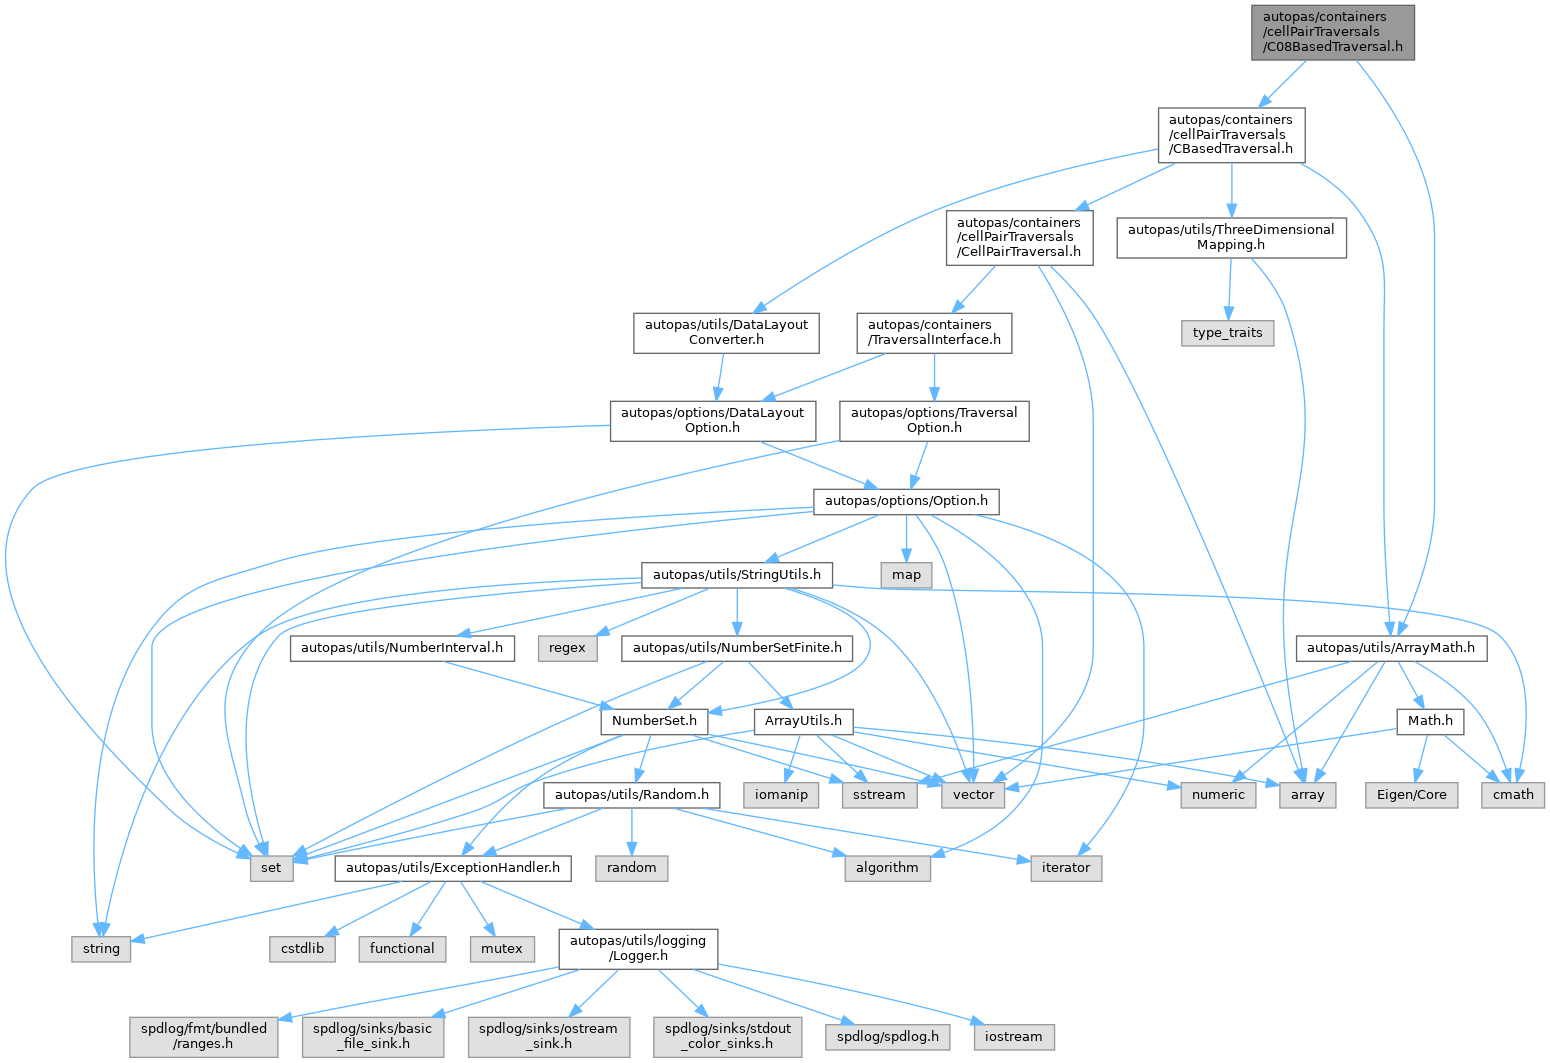 autopas/containers
/cellPairTraversals
/C08BasedTraversal.h
autopas/containers
/cellPairTraversals
/CBasedTraversal.h
autopas/containers
/cellPairTraversals
/CellPairTraversal.h
autopas/utils/ThreeDimensional
Mapping.h
autopas/utils/DataLayout
Converter.h
autopas/containers
/TraversalInterface.h
type_traits
autopas/options/DataLayout
Option.h
autopas/options/Traversal
Option.h
autopas/options/Option.h
autopas/utils/StringUtils.h
map
autopas/utils/NumberInterval.h
regex
autopas/utils/NumberSetFinite.h
autopas/utils/ArrayMath.h
NumberSet.h
ArrayUtils.h
Math.h
autopas/utils/Random.h
iomanip
sstream
vector
numeric
array
Eigen/Core
cmath
set
autopas/utils/ExceptionHandler.h
random
algorithm
iterator
string
cstdlib
functional
mutex
autopas/utils/logging
/Logger.h
spdlog/fmt/bundled
/ranges.h
spdlog/sinks/basic
_file_sink.h
spdlog/sinks/ostream
_sink.h
spdlog/sinks/stdout
_color_sinks.h
spdlog/spdlog.h
iostream